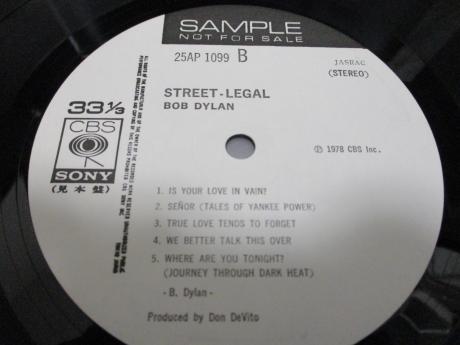 SAMPLE
NOT FOR SALE
25AP 1099 B
JASRAC
(STEREO)
STREET-LEGAL
BOB DYLAN
33 1/3
CBS
SONY
(見本盤)
Ⓟ 1978 CBS Inc.
1. IS YOUR LOVE IN VAIN?
2. SEÑOR (TALES OF YANKEE POWER)
3. TRUE LOVE TENDS TO FORGET
4. WE BETTER TALK THIS OVER
5. WHERE ARE YOU TONIGHT?
(JOURNEY THROUGH DARK HEAT)
- B. Dylan -
Produced by Don DeVito